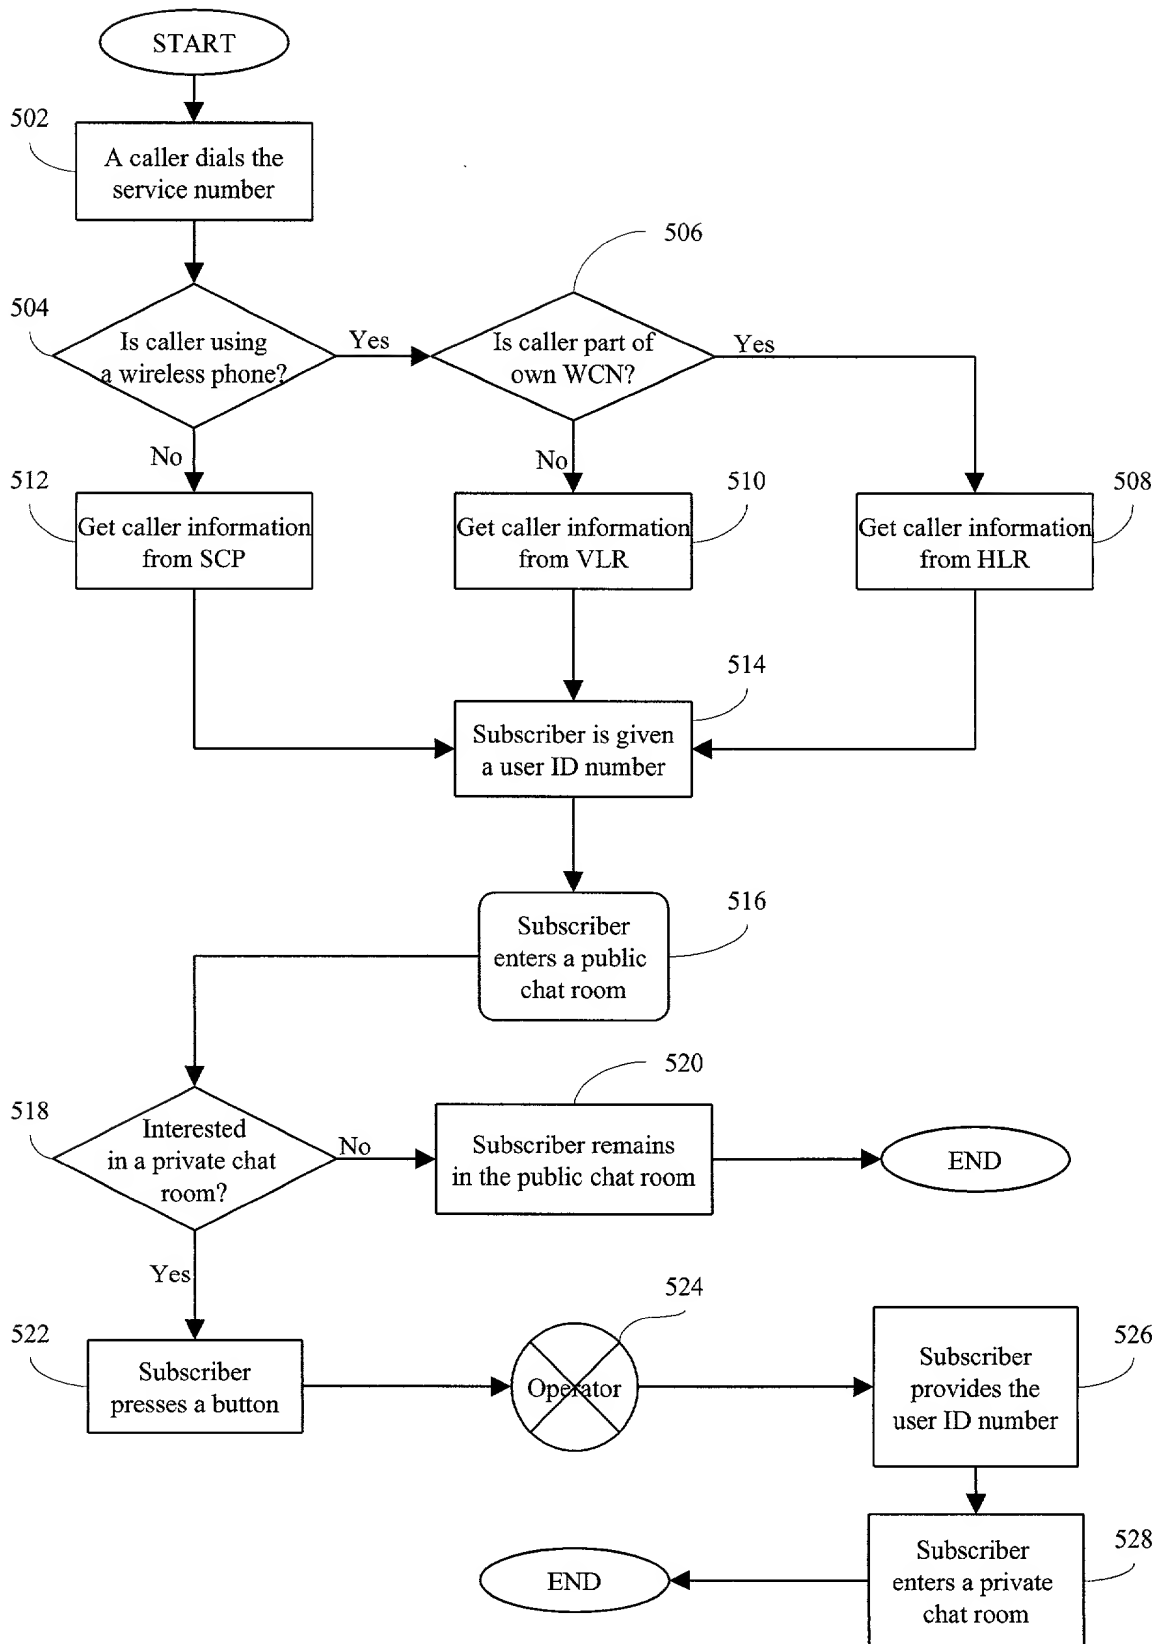 START
502
A caller dials the
service number
506
504
Is caller using
a wireless phone?
Yes
Is caller part of
own WCN?
Yes
No
No
512
Get caller information
from SCP
510
Get caller information
from VLR
508
Get caller information
from HLR
514
Subscriber is given
a user ID number
516
Subscriber
enters a public
chat room
520
518
Interested
in a private chat
room?
No
Subscriber remains
in the public chat room
END
Yes
522
Subscriber
presses a button
524
Operator
526
Subscriber
provides the
user ID number
528
Subscriber
enters a private
chat room
END